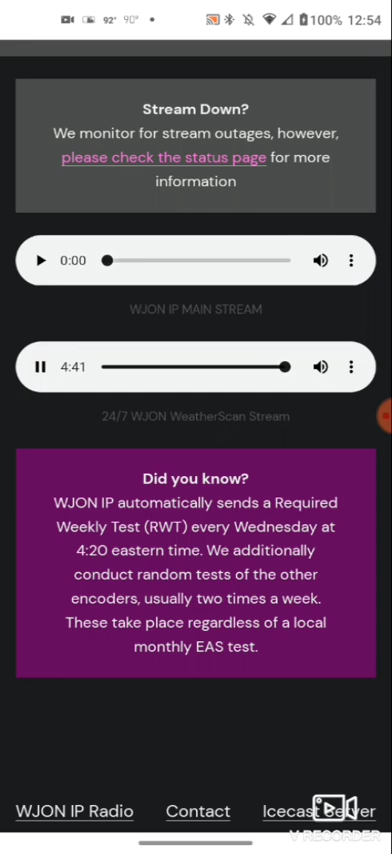 92° 90° 100% 12:54
Stream Down?
We monitor for stream outages, however,
please check the status page for more
information
0:00
WJON IP MAIN STREAM
4:41
24/7 WJON WeatherScan Stream
Did you know?
WJON IP automatically sends a Required
Weekly Test (RWT) every Wednesday at
4:20 eastern time. We additionally
conduct random tests of the other
encoders, usually two times a week.
These take place regardless of a local
monthly EAS test.
WJON IP Radio Contact Icecast Server
V RECORDER